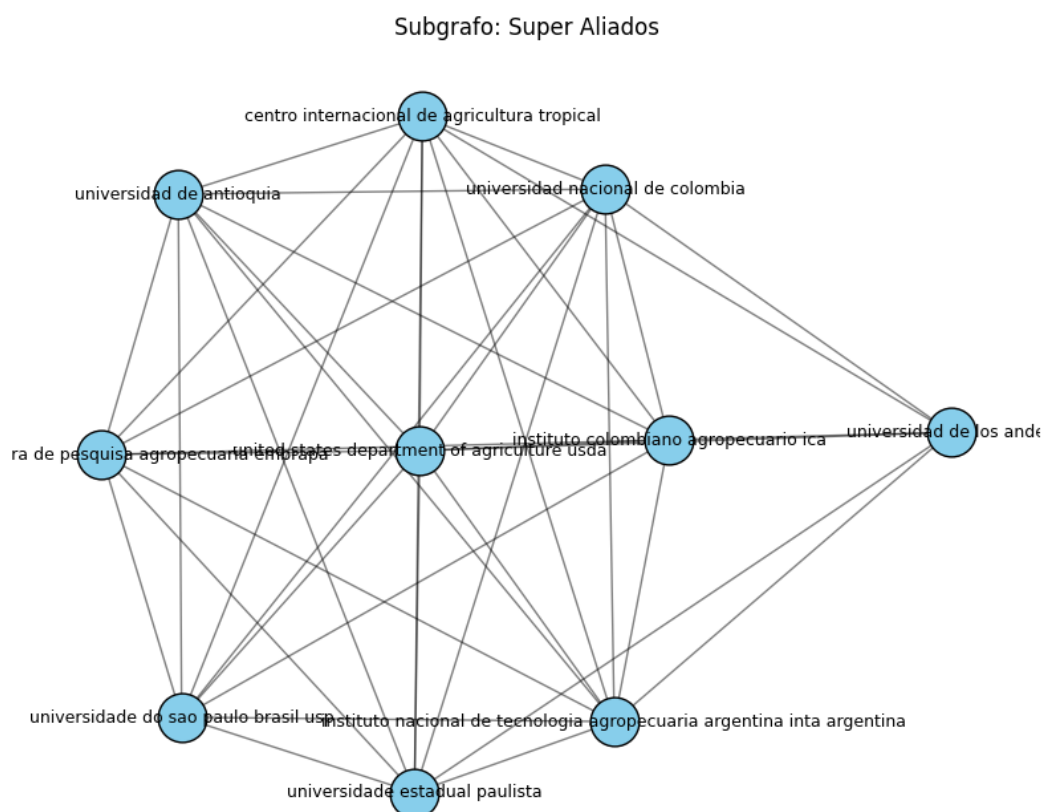 Subgrafo: Super Aliados
centro internacional de agricultura tropical
universidad de antioquia
universidad nacional de colombia
ra de pesquisa agropecuaria embrapa
united states department of agriculture usda
instituto colombiano agropecuario ica
universidad de los ande
universidade do sao paulo brasil usp
instituto nacional de tecnologia agropecuaria argentina inta argentina
universidade estadual paulista